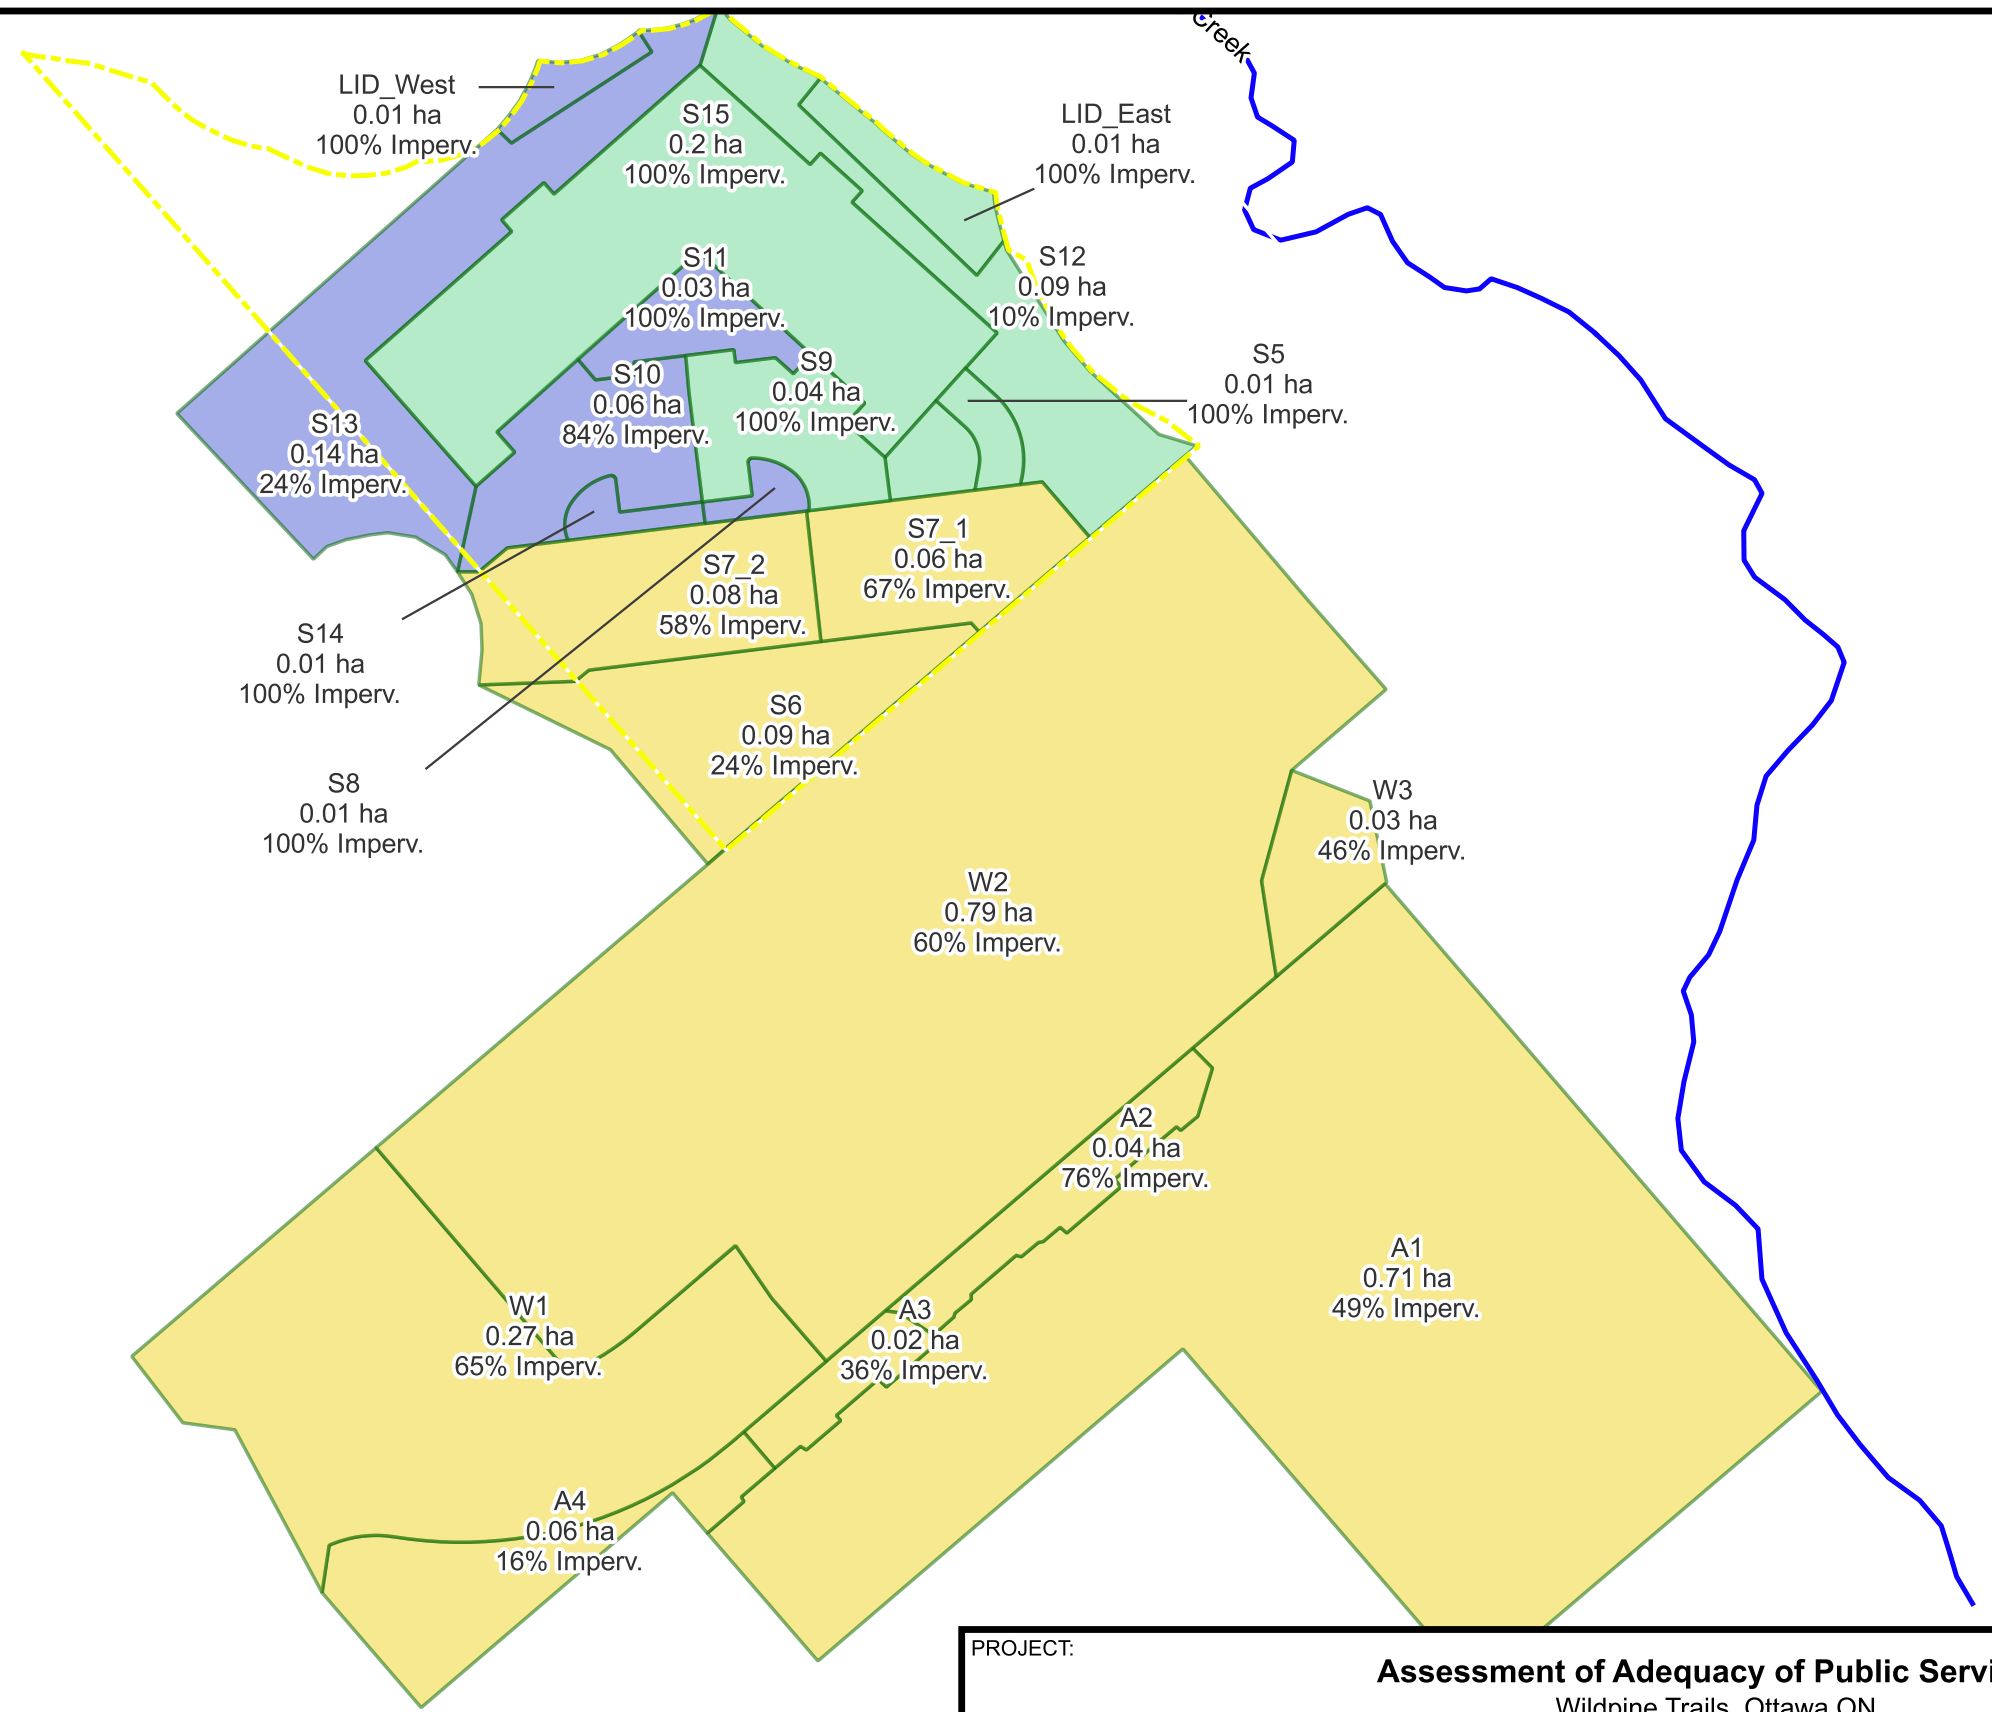 Creek
LID_West
0.01 ha
100% Imperv.
S15
0.2 ha
100% Imperv.
LID_East
0.01 ha
100% Imperv.
S11
0.03 ha
100% Imperv.
S12
0.09 ha
10% Imperv.
S5
0.01 ha
100% Imperv.
S9
0.04 ha
100% Imperv.
S10
0.06 ha
84% Imperv.
S13
0.14 ha
24% Imperv.
S7_1
0.06 ha
67% Imperv.
S7_2
0.08 ha
58% Imperv.
S14
0.01 ha
100% Imperv.
S6
0.09 ha
24% Imperv.
S8
0.01 ha
100% Imperv.
W3
0.03 ha
46% Imperv.
W2
0.79 ha
60% Imperv.
A2
0.04 ha
76% Imperv.
A1
0.71 ha
49% Imperv.
W1
0.27 ha
65% Imperv.
A3
0.02 ha
36% Imperv.
A4
0.06 ha
16% Imperv.
PROJECT:
Assessment of Adequacy of Public Servi
Wildpine Trails, Ottawa ON